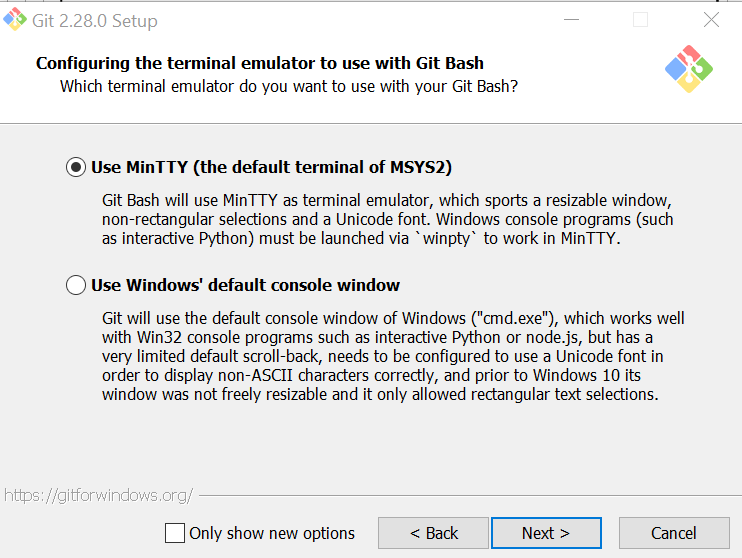 Git 2.28.0 Setup
Configuring the terminal emulator to use with Git Bash
Which terminal emulator do you want to use with your Git Bash?
Use MinTTY (the default terminal of MSYS2)
Git Bash will use MinTTY as terminal emulator, which sports a resizable window,
non-rectangular selections and a Unicode font. Windows console programs (such
as interactive Python) must be launched via `winpty` to work in MinTTY.
Use Windows' default console window
Git will use the default console window of Windows ("cmd.exe"), which works well
with Win32 console programs such as interactive Python or node.js, but has a
very limited default scroll-back, needs to be configured to use a Unicode font in
order to display non-ASCII characters correctly, and prior to Windows 10 its
window was not freely resizable and it only allowed rectangular text selections.
https://gitforwindows.org/
Only show new options
< Back
Next >
Cancel